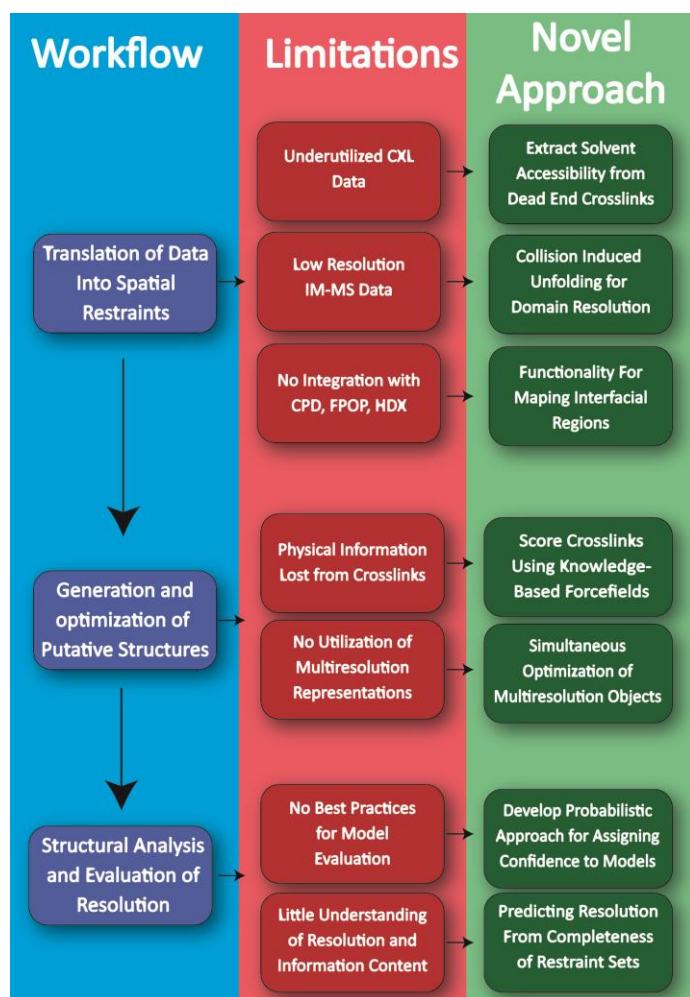 Workflow
Limitations
Novel
Approach
Underutilized CXL
Data
Extract Solvent
Accessibility from
Dead End Crosslinks
Translation of Data
Into Spatial
Restraints
Low Resolution
IM-MS Data
Collision Induced
Unfolding for
Domain Resolution
No Integration with
CPD, FPOP, HDX
Functionality For
Maping Interfacial
Regions
Generation and
optimization of
Putative Structures
Physical Information
Lost from Crosslinks
Score Crosslinks
Using Knowledge-
Based Forcefields
No Utilization of
Multiresolution
Representations
Simultaneous
Optimization of
Multiresolution Objects
Structural Analysis
and Evaluation of
Resolution
No Best Practices
for Model
Evaluation
Develop Probabilistic
Approach for Assigning
Confidence to Models
Little Understanding
of Resolution and
Information Content
Predicting Resolution
From Completeness
of Restraint Sets